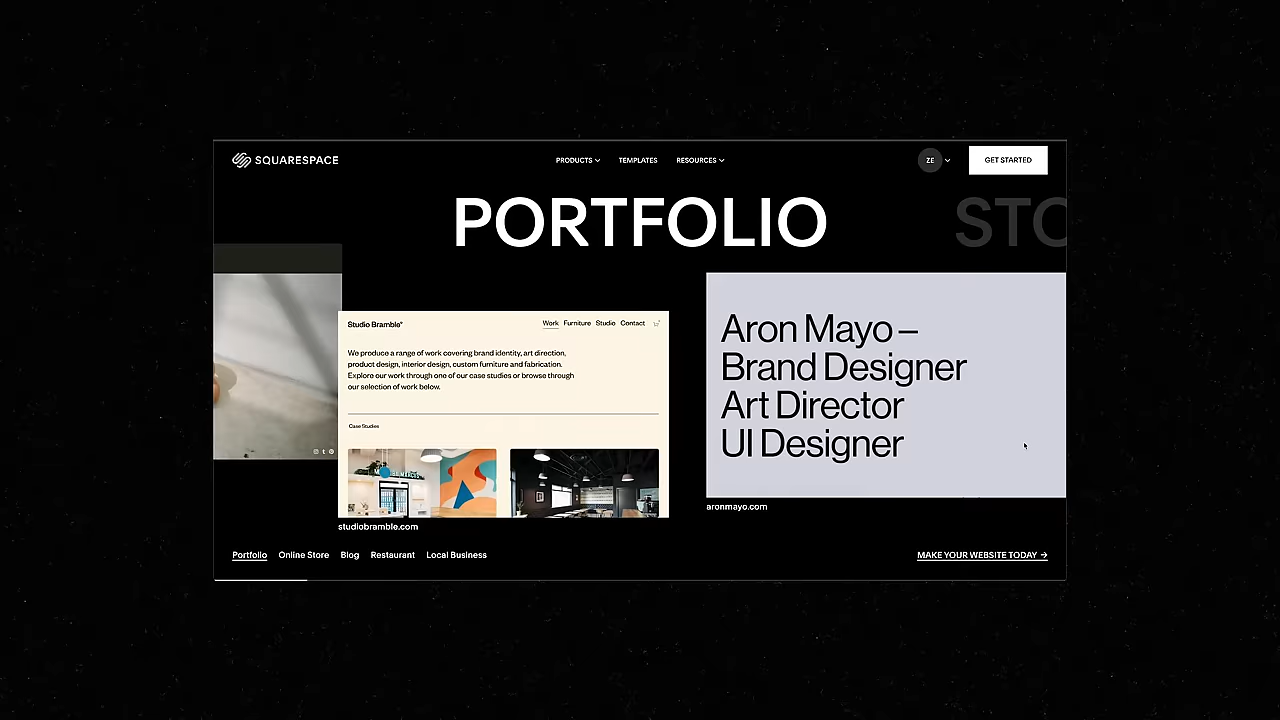 SQUARESPACE
PRODUCTS
TEMPLATES
RESOURCES
ZE
GET STARTED
PORTFOLIO
STO
Studio Bramble
Work Furniture Studio Contact
We produce a range of work covering brand identity, art direction,
product design, interior design, custom furniture and fabrication.
Explore our work through one of our case studies or browse through
our selection of work below.
Case Studies
studiobramble.com
Aron Mayo –
Brand Designer
Art Director
UI Designer
aronmayo.com
Portfolio Online Store Blog Restaurant Local Business
MAKE YOUR WEBSITE TODAY →